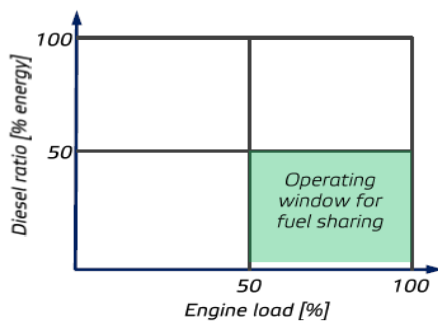 100
Diesel ratio [% energy]
50
Operating
window for
fuel sharing
50
100
Engine load [%]